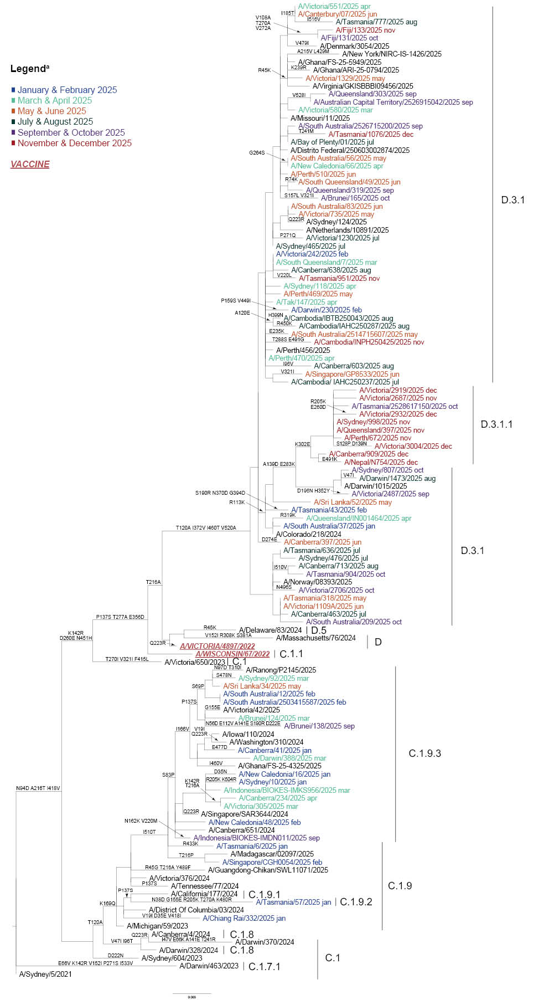 A/Victoria/551/2025 apr
I185T
A/Canterbury/07/2025 jun
V108A
T270A
V272A
I516V
A/Tasmania/777/2025 aug
A/Fiji/133/2025 nov
A/Fiji/131/2025 oct
V479I
A/Denmark/3054/2025
A215V L429M
A/New York/NIRC-IS-1426/2025
A/Ghana/FS-25-5949/2025
R45K
K239R
A/Ghana/ARI-25-0794/2025
A/Victoria/1329/2025 may
A/Virginia/GKISBBBI09456/2025
V528I
A/Queensland/303/2025 sep
A/Australian Capital Territory/2526915042/2025 sep
A/Victoria/580/2025 mar
A/Missouri/11/2025
A/South Australia/2526715200/2025 sep
T241M
A/Tasmania/1076/2025 dec
A/Bay of Plenty/01/2025 jul
A/Distrito Federal/250603002874/2025
G264S
A/South Australia/56/2025 may
A/New Caledonia/66/2025 apr
A/Perth/510/2025 jun
R74K
A/South Queensland/49/2025 jun
A/Queensland/319/2025 sep
S157L V321I
A/Brunei/165/2025 oct
D.3.1
A/South Australia/83/2025 jun
A/Victoria/735/2025 may
Q223R
A/Sydney/124/2025
A/Netherlands/10891/2025
P271Q
A/Victoria/1230/2025 jul
A/Sydney/465/2025 jul
A/Victoria/242/2025 feb
A/South Queensland/7/2025 mar
A/Canberra/638/2025 aug
V220L
A/Tasmania/951/2025 nov
A/Sydney/118/2025 apr
A/Perth/469/2025 may
P159S V449I
A/Tak/147/2025 apr
A/Darwin/230/2025 feb
A120E
H399N
A/Cambodia/IBTB250043/2025 aug
R450K
A/Cambodia/IAHC250287/2025 aug
E235K
A/South Australia/2514715607/2025 may
T288S E491G
A/Cambodia/INPH250425/2025 nov
A/Perth/456/2025
A/Perth/470/2025 apr
I96V
A/Canberra/603/2025 aug
V321I
A/Singapore/GP8533/2025 jun
A/Cambodia/ IAHC250237/2025 jul
A/Victoria/2919/2025 dec
A/Victoria/2687/2025 nov
R205K
E260D
A/Tasmania/2528617150/2025 oct
A/Victoria/2932/2025 dec
A/Sydney/998/2025 nov
D.3.1.1
A/Queensland/397/2025 nov
A/Perth/672/2025 nov
K302E
S128P D139N
A/Victoria/3004/2025 dec
A/Canberra/909/2025 dec
E491K
A/Nepal/N754/2025 dec
A139D E283K
A/Sydney/807/2025 oct
V47I
A/Darwin/1473/2025 aug
A/Darwin/1015/2025
D196N H352Y
A/Victoria/2487/2025 sep
S190R N370D G394D
A/Sri Lanka/52/2025 may
R113K
A/Tasmania/43/2025 feb
R319K
A/Queensland/IN001464/2025 apr
A/South Australia/37/2025 jan
T120A I372V I460T V520A
A/Colorado/218/2024
D274E
A/Canberra/397/2025 jun
D.3.1
A/Tasmania/636/2025 jul
A/Sydney/476/2025 jul
I510V
A/Canberra/713/2025 aug
A/Tasmania/904/2025 oct
T216A
A/Norway/08393/2025
N496S
A/Victoria/2706/2025 oct
A/Tasmania/318/2025 may
A/Victoria/1109A/2025 jun
A/Canberra/463/2025 jul
P137S T277A E356D
A/South Australia/209/2025 oct
R45K
A/Delaware/83/2024
D.5
K142R
D260E N451H
V152I R308K S381A
A/Massachusetts/76/2024
D
Q223R
A/VICTORIA/4897/2022
A/WISCONSIN/67/2022
C.1.1
T270I V321I F415L
A/Victoria/650/2023
C.1
N97D T310I
A/Ranong/P2145/2025
S478N
A/Sydney/92/2025 mar
S69P
A/Sri Lanka/34/2025 may
A/South Australia/12/2025 feb
P137S
A/South Australia/2503415587/2025 feb
G155E
A/Victoria/42/2025
A/Brunei/124/2025 mar
I166V
N56D E112V A141E S190R D222E
A/Brunei/138/2025 sep
V19I
Q223R
A/Iowa/110/2024
A/Washington/310/2024
E477D
A/Canberra/41/2025 jan
C.1.9.3
A/Darwin/388/2025 mar
I460V
A/Ghana/FS-25-4325/2025
S83P
D35N
A/New Caledonia/16/2025 jan
K142R
T216A
R205K K504R
A/Sydney/10/2025 jan
A/Indonesia/BIOKES-IMKS956/2025 mar
N94D A216T I418V
A/Canberra/234/2025 apr
A/Victoria/305/2025 mar
Q223R
A/Singapore/SAR3644/2024
N162K V220M
A/New Caledonia/48/2025 feb
A/Canberra/651/2024
I510T
A/Indonesia/BIOKES-IMDN011/2025 sep
R433K
A/Tasmania/6/2025 jan
T216P
A/Madagascar/02097/2025
A/Singapore/CGH0054/2025 feb
R45G T216A Y489F
A/Guangdong-Chikan/SWL11071/2025
A/Victoria/376/2024
P137S
A/Tennessee/77/2024
C.1.9
P137S
A/California/177/2024
C.1.9.1
N38D G155E R205K T270A K480R
A/Tasmania/57/2025 jan
C.1.9.2
K169Q
A/District Of Columbia/03/2024
V19I D35E V418I
A/Chiang Rai/332/2025 jan
T120A
A/Michigan/59/2023
Q223R
A/Canberra/4/2024
C.1.8
V47I I96T
I47V E66K A141E T241R
A/Darwin/370/2024
A/Darwin/328/2024
C.1.8
D222N
A/Sydney/604/2023
C.1
E66V K142R V152I P271S I533V
A/Darwin/463/2023
C.1.7.1
A/Sydney/5/2021
0.003
Legendᵃ
January & February 2025
March & April 2025
May & June 2025
July & August 2025
September & October 2025
November & December 2025
VACCINE